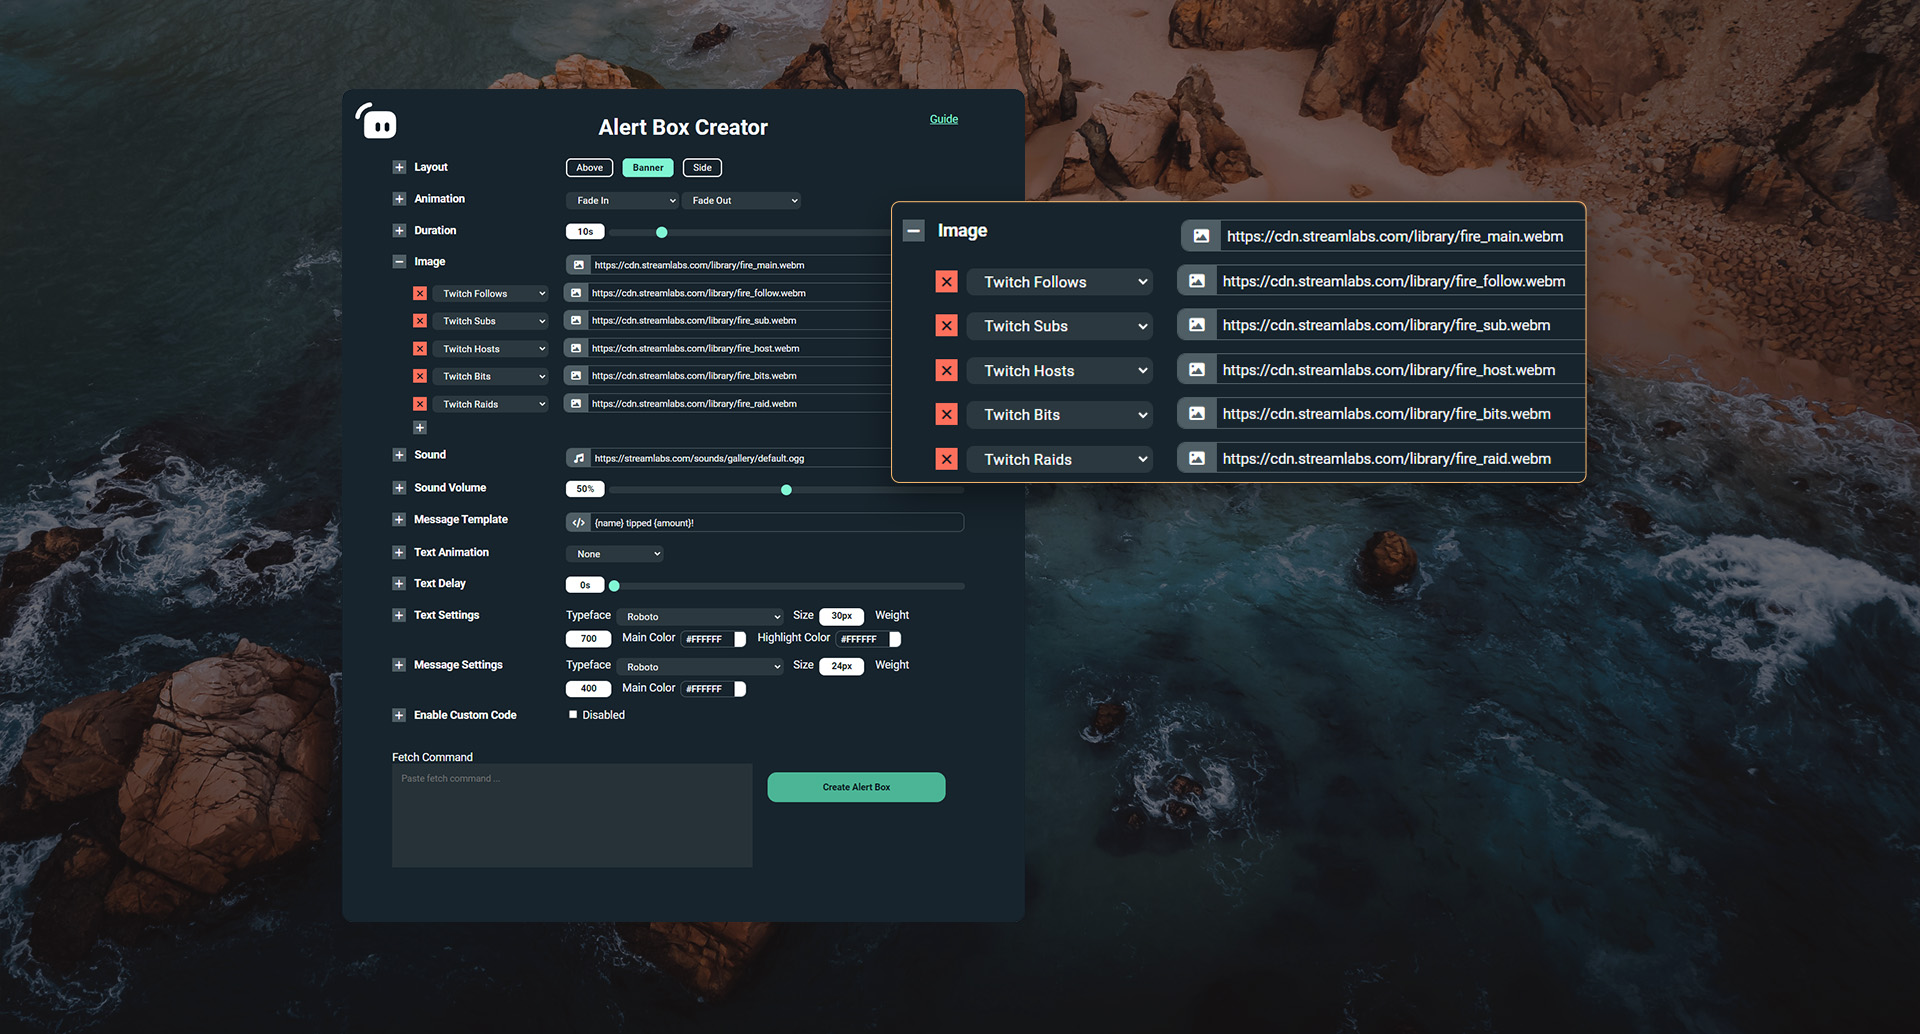 Alert Box Creator
Guide
Layout
Above Banner Side
Animation
Fade In Fade Out
Duration
10s
Image
https://cdn.streamlabs.com/library/fire_main.webm
Twitch Follows https://cdn.streamlabs.com/library/fire_follow.webm
Twitch Subs https://cdn.streamlabs.com/library/fire_sub.webm
Twitch Hosts https://cdn.streamlabs.com/library/fire_host.webm
Twitch Bits https://cdn.streamlabs.com/library/fire_bits.webm
Twitch Raids https://cdn.streamlabs.com/library/fire_raid.webm
Sound
https://streamlabs.com/sounds/gallery/default.ogg
Sound Volume
50%
Message Template
{name} tipped {amount}!
Text Animation
None
Text Delay
0s
Text Settings
Typeface Roboto Size 30px Weight
700 Main Color #FFFFFF Highlight Color #FFFFFF
Message Settings
Typeface Roboto Size 24px Weight
400 Main Color #FFFFFF
Enable Custom Code
Disabled
Fetch Command
Paste fetch command ...
Create Alert Box
Image
https://cdn.streamlabs.com/library/fire_main.webm
Twitch Follows https://cdn.streamlabs.com/library/fire_follow.webm
Twitch Subs https://cdn.streamlabs.com/library/fire_sub.webm
Twitch Hosts https://cdn.streamlabs.com/library/fire_host.webm
Twitch Bits https://cdn.streamlabs.com/library/fire_bits.webm
Twitch Raids https://cdn.streamlabs.com/library/fire_raid.webm